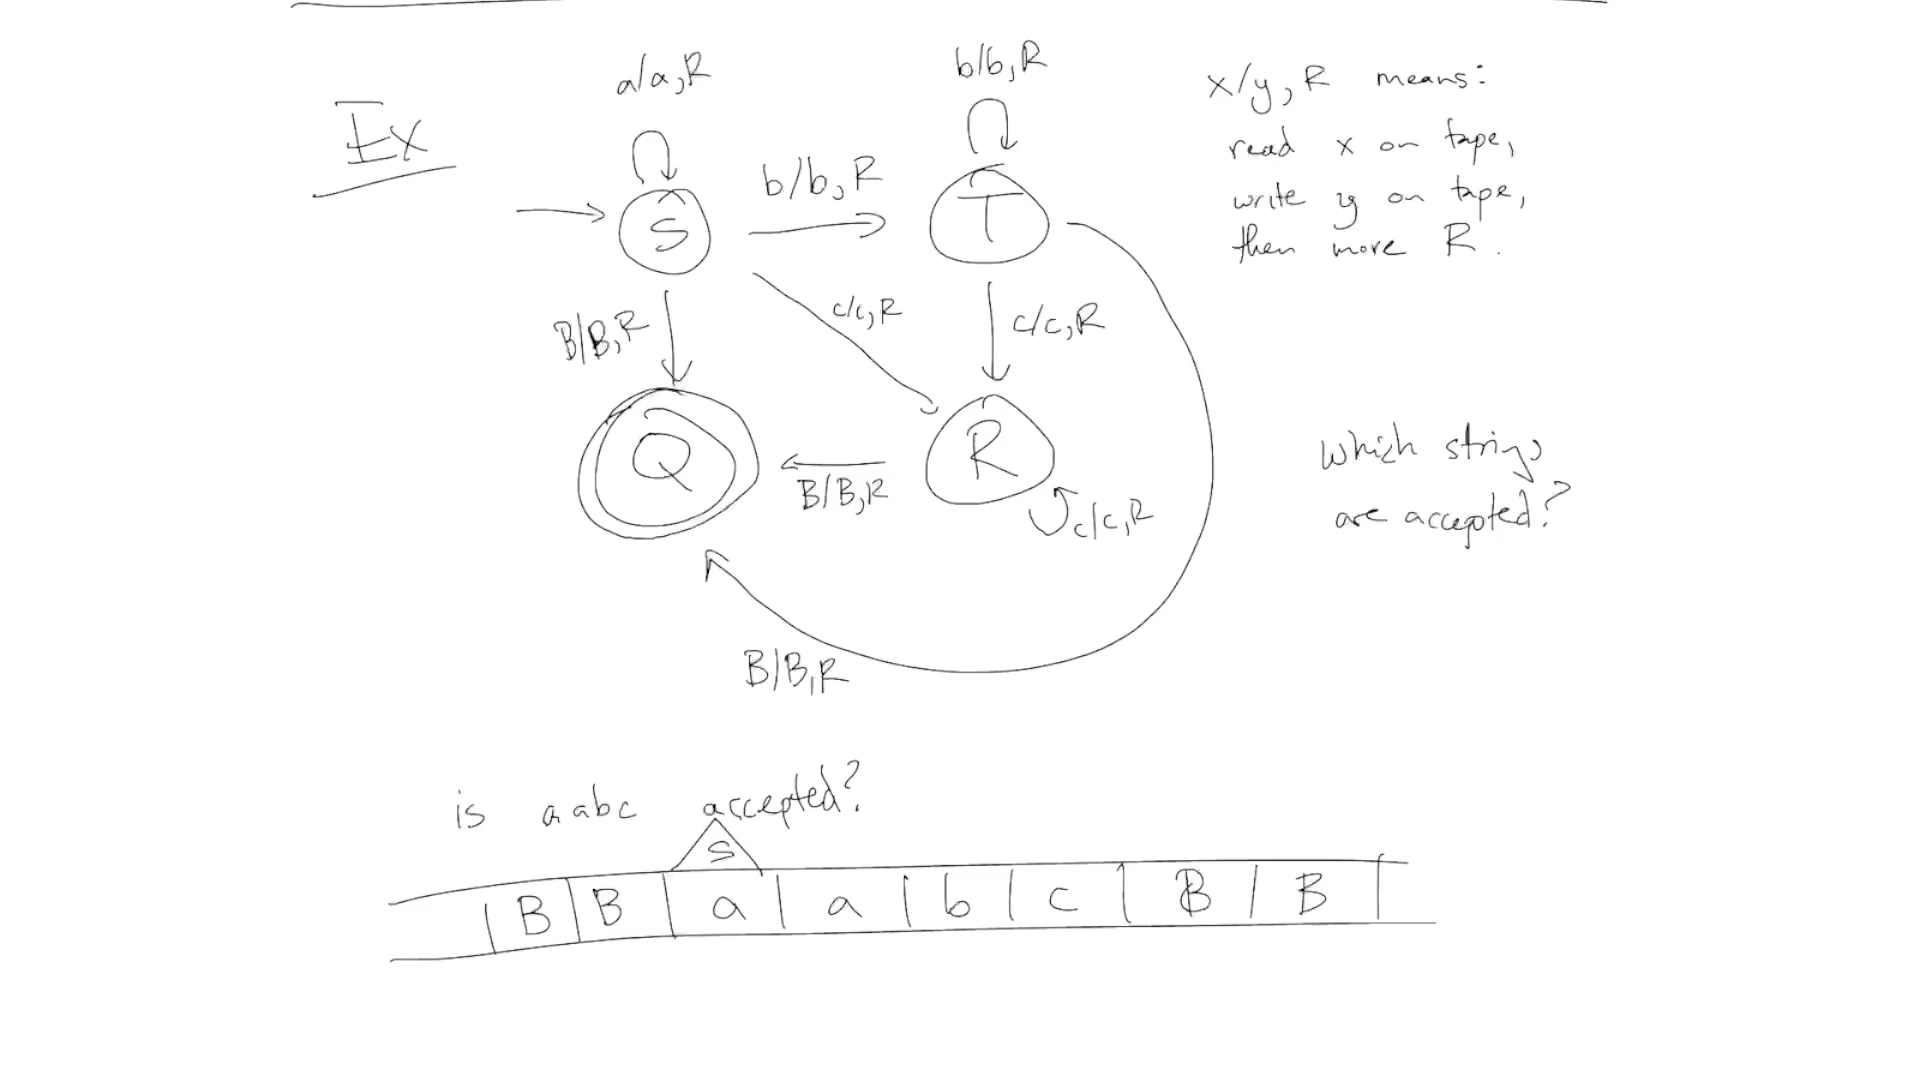 Ex
a/a,R
b/b,R
S
b/b,R
T
B/B,R
c/c,R
c/c,R
Q
B/B,R
R
c/c,R
B/B,R
x/y, R means:
read x on tape,
write y on tape,
then move R.
Which strings
are accepted?
is aabc accepted?
S
B B a a b c B B